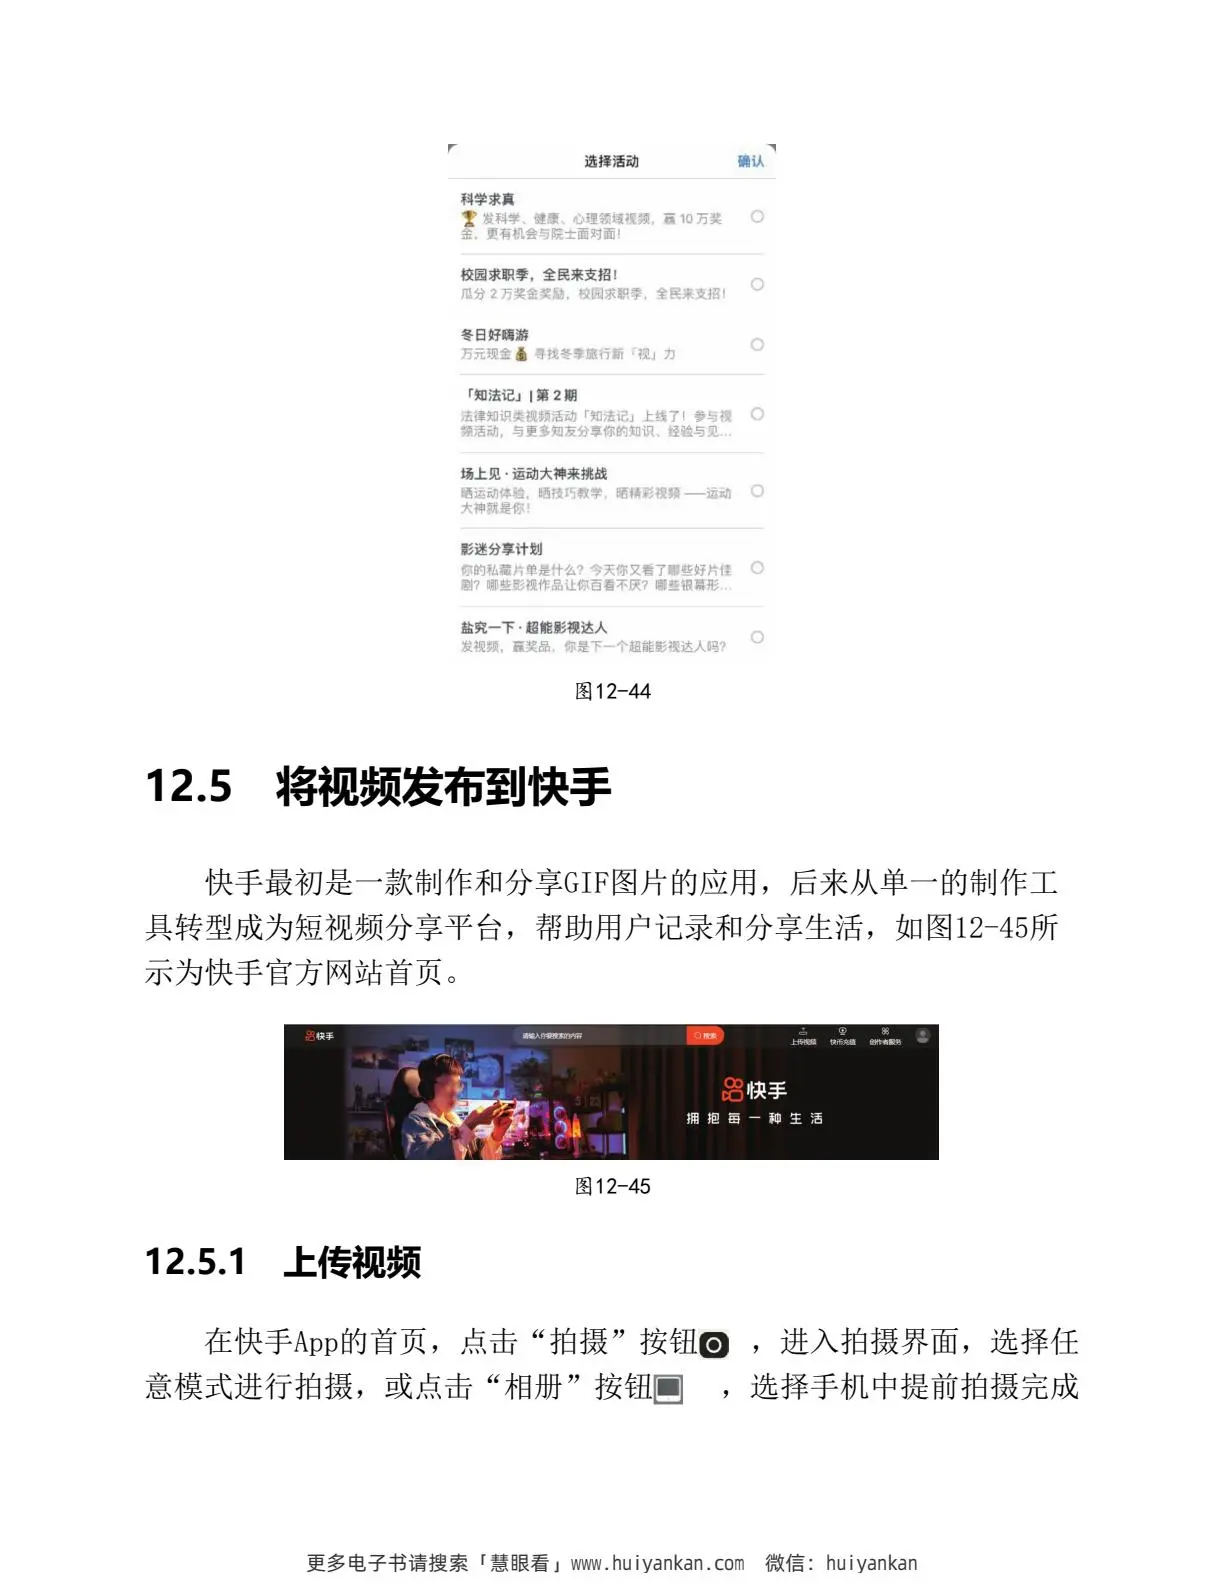 选择活动
确认
科学求真
发科学、健康、心理领域视频，赢 10 万奖
金，更有机会与院士面对面！
校园求职季，全民来支招！
瓜分 2 万奖金奖励，校园求职季，全民来支招！
冬日好嗨游
万元现金 寻找冬季旅行新「视」力
「知法记」| 第 2 期
法律知识类视频活动「知法记」上线了！参与视
频活动，与更多知友分享你的知识、经验与见...
场上见 · 运动大神来挑战
晒运动体验，晒技巧教学，晒精彩视频 ——运动
大神就是你！
影迷分享计划
你的私藏片单是什么？今天你又看了哪些好片佳
剧？哪些影视作品让你百看不厌？哪些银幕形...
盐究一下 · 超能影视达人
发视频，赢奖品，你是下一个超能影视达人吗？
图12-44
12.5 将视频发布到快手
快手最初是一款制作和分享GIF图片的应用，后来从单一的制作工
具转型成为短视频分享平台，帮助用户记录和分享生活，如图12-45所
示为快手官方网站首页。
快手
请输入你要搜索的内容
搜索
上传视频
快币充值
创作者服务
快手
拥抱每一种生活
图12-45
12.5.1 上传视频
在快手App的首页，点击“拍摄”按钮 ，进入拍摄界面，选择任
意模式进行拍摄，或点击“相册”按钮 ，选择手机中提前拍摄完成
更多电子书请搜索「慧眼看」www.huiyankan.com 微信：huiyankan